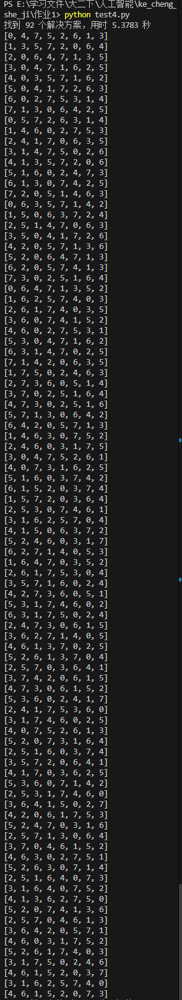 PS E:\学习文件\大二下\人工智能\ke_cheng_
she_ji\作业1> python test4.py
找到 92 个解决方案，用时 5.3783 秒
[0, 4, 7, 5, 2, 6, 1, 3]
[1, 3, 5, 7, 2, 0, 6, 4]
[2, 0, 6, 4, 7, 1, 3, 5]
[3, 0, 4, 7, 1, 6, 2, 5]
[4, 0, 3, 5, 7, 1, 6, 2]
[5, 0, 4, 1, 7, 2, 6, 3]
[6, 0, 2, 7, 5, 3, 1, 4]
[7, 1, 3, 0, 6, 4, 2, 5]
[0, 5, 7, 2, 6, 3, 1, 4]
[1, 4, 6, 0, 2, 7, 5, 3]
[2, 4, 1, 7, 0, 6, 3, 5]
[3, 1, 4, 7, 5, 0, 2, 6]
[4, 1, 3, 5, 7, 2, 0, 6]
[5, 1, 6, 0, 2, 4, 7, 3]
[6, 1, 3, 0, 7, 4, 2, 5]
[7, 2, 0, 5, 1, 4, 6, 3]
[0, 6, 3, 5, 7, 1, 4, 2]
[1, 5, 0, 6, 3, 7, 2, 4]
[2, 5, 1, 4, 7, 0, 6, 3]
[3, 5, 0, 4, 1, 7, 2, 6]
[4, 2, 0, 5, 7, 1, 3, 6]
[5, 2, 0, 6, 4, 7, 1, 3]
[6, 2, 0, 5, 7, 4, 1, 3]
[7, 3, 0, 2, 5, 1, 6, 4]
[0, 6, 4, 7, 1, 3, 5, 2]
[1, 6, 2, 5, 7, 4, 0, 3]
[2, 6, 1, 7, 4, 0, 3, 5]
[3, 6, 0, 7, 4, 1, 5, 2]
[4, 6, 0, 2, 7, 5, 3, 1]
[5, 3, 0, 4, 7, 1, 6, 2]
[6, 3, 1, 4, 7, 0, 2, 5]
[7, 1, 4, 2, 0, 6, 3, 5]
[1, 7, 5, 0, 2, 4, 6, 3]
[2, 7, 3, 6, 0, 5, 1, 4]
[3, 7, 0, 2, 5, 1, 6, 4]
[4, 7, 3, 0, 2, 5, 1, 6]
[5, 7, 1, 3, 0, 6, 4, 2]
[6, 4, 2, 0, 5, 7, 1, 3]
[1, 4, 6, 3, 0, 7, 5, 2]
[2, 4, 6, 0, 3, 1, 7, 5]
[3, 0, 4, 7, 5, 2, 6, 1]
[4, 0, 7, 3, 1, 6, 2, 5]
[5, 1, 6, 0, 3, 7, 4, 2]
[6, 1, 5, 2, 0, 3, 7, 4]
[1, 5, 7, 2, 0, 3, 6, 4]
[2, 5, 3, 0, 7, 4, 6, 1]
[3, 1, 6, 2, 5, 7, 0, 4]
[4, 1, 5, 0, 6, 3, 7, 2]
[5, 2, 4, 6, 0, 3, 1, 7]
[6, 2, 7, 1, 4, 0, 5, 3]
[1, 6, 4, 7, 0, 3, 5, 2]
[2, 6, 1, 7, 5, 3, 0, 4]
[3, 5, 7, 1, 6, 0, 2, 4]
[4, 2, 7, 3, 6, 0, 5, 1]
[5, 3, 1, 7, 4, 6, 0, 2]
[6, 3, 1, 7, 5, 0, 2, 4]
[2, 4, 7, 3, 0, 6, 1, 5]
[3, 6, 2, 7, 1, 4, 0, 5]
[4, 6, 1, 3, 7, 0, 2, 5]
[5, 2, 6, 1, 3, 7, 0, 4]
[2, 5, 7, 0, 3, 6, 4, 1]
[3, 7, 4, 2, 0, 6, 1, 5]
[4, 7, 3, 0, 6, 1, 5, 2]
[5, 3, 6, 0, 2, 4, 1, 7]
[2, 4, 1, 7, 5, 3, 6, 0]
[3, 1, 7, 4, 6, 0, 2, 5]
[4, 0, 7, 5, 2, 6, 1, 3]
[5, 2, 0, 7, 3, 1, 6, 4]
[2, 5, 1, 6, 0, 3, 7, 4]
[3, 5, 7, 2, 0, 6, 4, 1]
[4, 1, 7, 0, 3, 6, 2, 5]
[5, 3, 6, 0, 7, 1, 4, 2]
[2, 5, 3, 1, 7, 4, 6, 0]
[3, 6, 4, 1, 5, 0, 2, 7]
[4, 2, 0, 6, 1, 7, 5, 3]
[5, 2, 4, 7, 0, 3, 1, 6]
[2, 5, 7, 1, 3, 0, 6, 4]
[3, 7, 0, 4, 6, 1, 5, 2]
[4, 6, 3, 0, 2, 7, 5, 1]
[5, 2, 6, 3, 0, 7, 1, 4]
[2, 5, 1, 6, 4, 0, 7, 3]
[3, 1, 6, 4, 0, 7, 5, 2]
[4, 1, 3, 6, 2, 7, 5, 0]
[5, 2, 0, 7, 4, 1, 3, 6]
[2, 5, 7, 0, 4, 6, 1, 3]
[3, 6, 4, 2, 0, 5, 7, 1]
[4, 6, 0, 3, 1, 7, 5, 2]
[5, 2, 6, 1, 7, 4, 0, 3]
[3, 1, 7, 5, 0, 2, 4, 6]
[4, 6, 1, 5, 2, 0, 3, 7]
[3, 1, 6, 2, 5, 7, 4, 0]
[4, 6, 1, 5, 2, 0, 7, 3]